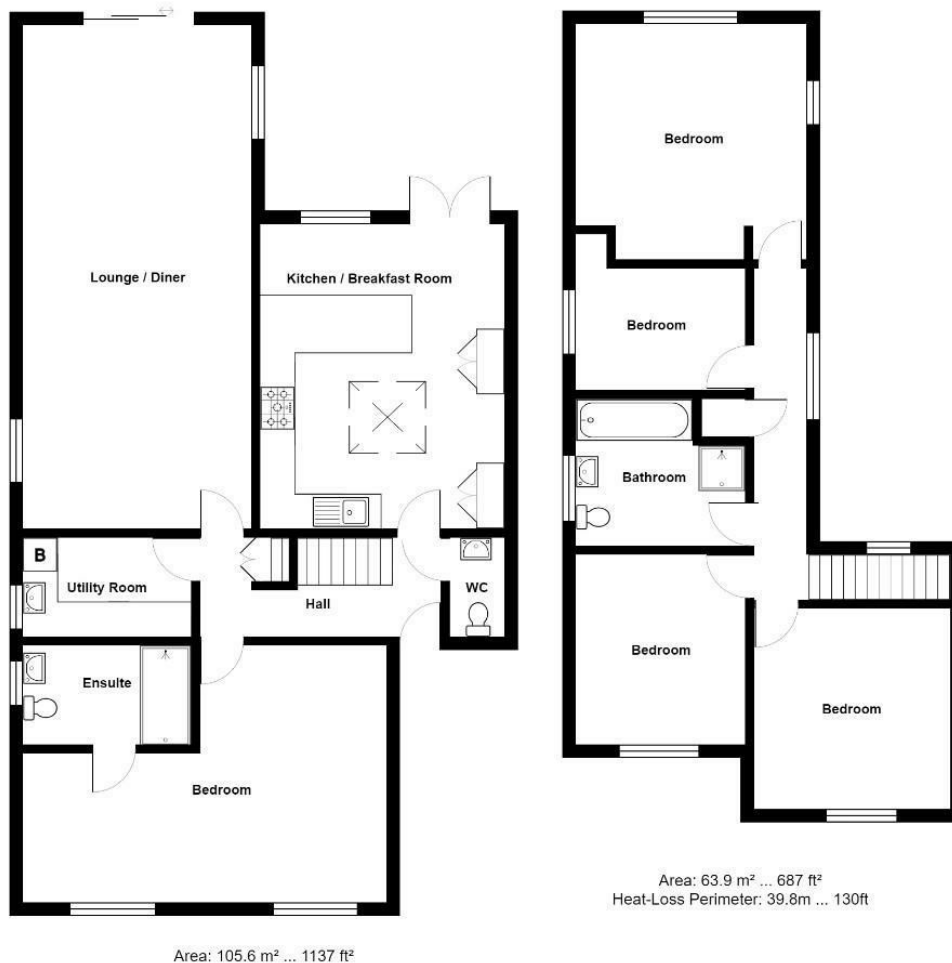 Lounge / Diner
Kitchen / Breakfast Room
B
Utility Room
Hall
WC
Ensuite
Bedroom
Area: 105.6 m² ... 1137 ft²
Bedroom
Bedroom
Bathroom
Bedroom
Bedroom
Area: 63.9 m² ... 687 ft²
Heat-Loss Perimeter: 39.8m ... 130ft